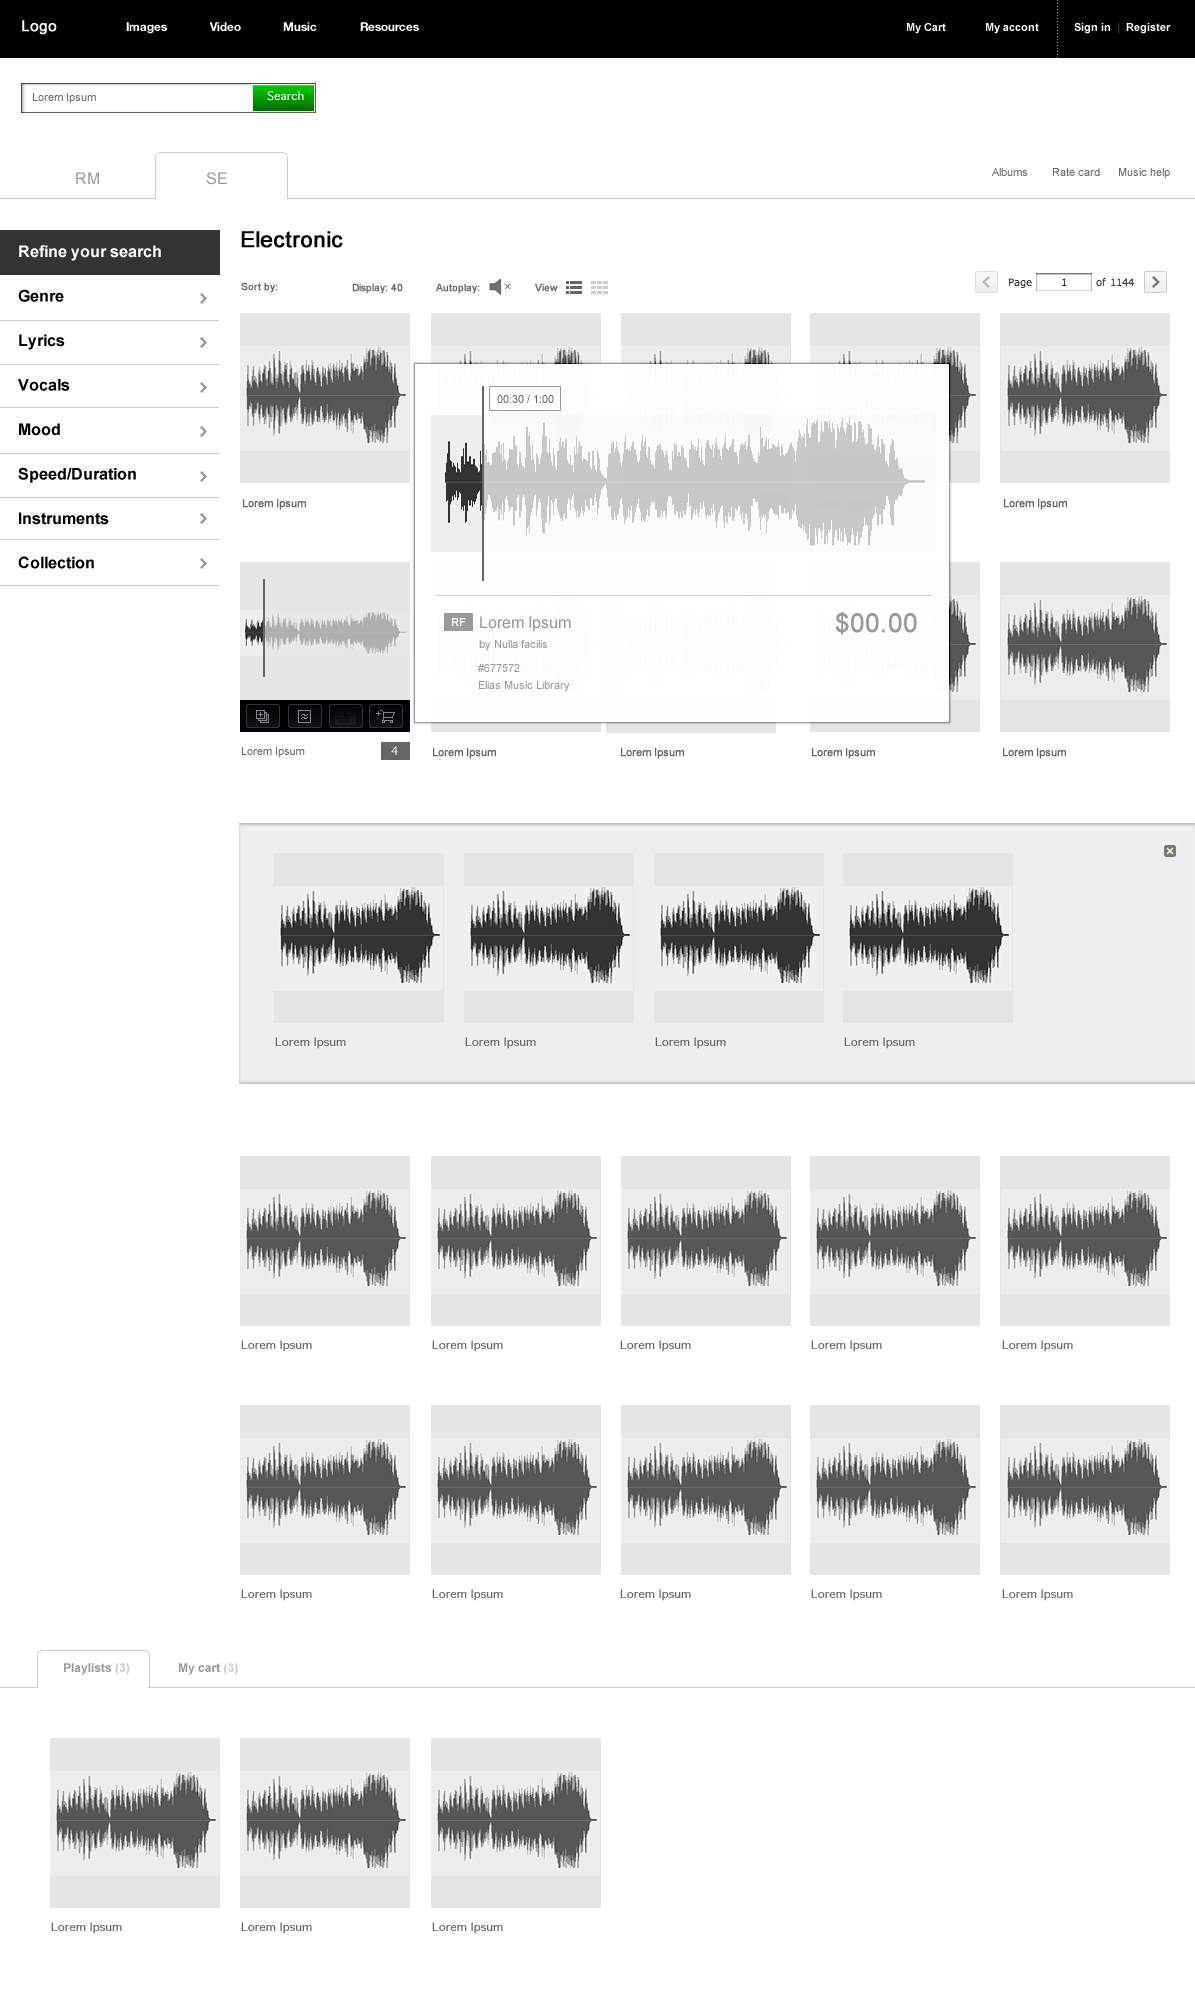 Logo Images Video Music Resources My Cart My accont Sign in | Register
Lorem Ipsum Search
RM SE Albums Rate card Music help
Refine your search
Genre
Lyrics
Vocals
Mood
Speed/Duration
Instruments
Collection
Electronic
Sort by: Display: 40 Autoplay: View Page 1 of 1144
00:30 / 1:00
Lorem Ipsum Lorem Ipsum
RF Lorem Ipsum $00.00
by Nulla facilis
#677572
Elias Music Library
Lorem Ipsum 4 Lorem Ipsum Lorem Ipsum Lorem Ipsum Lorem Ipsum
Lorem Ipsum Lorem Ipsum Lorem Ipsum Lorem Ipsum
Lorem Ipsum Lorem Ipsum Lorem Ipsum Lorem Ipsum Lorem Ipsum
Lorem Ipsum Lorem Ipsum Lorem Ipsum Lorem Ipsum Lorem Ipsum
Playlists (3) My cart (3)
Lorem Ipsum Lorem Ipsum Lorem Ipsum